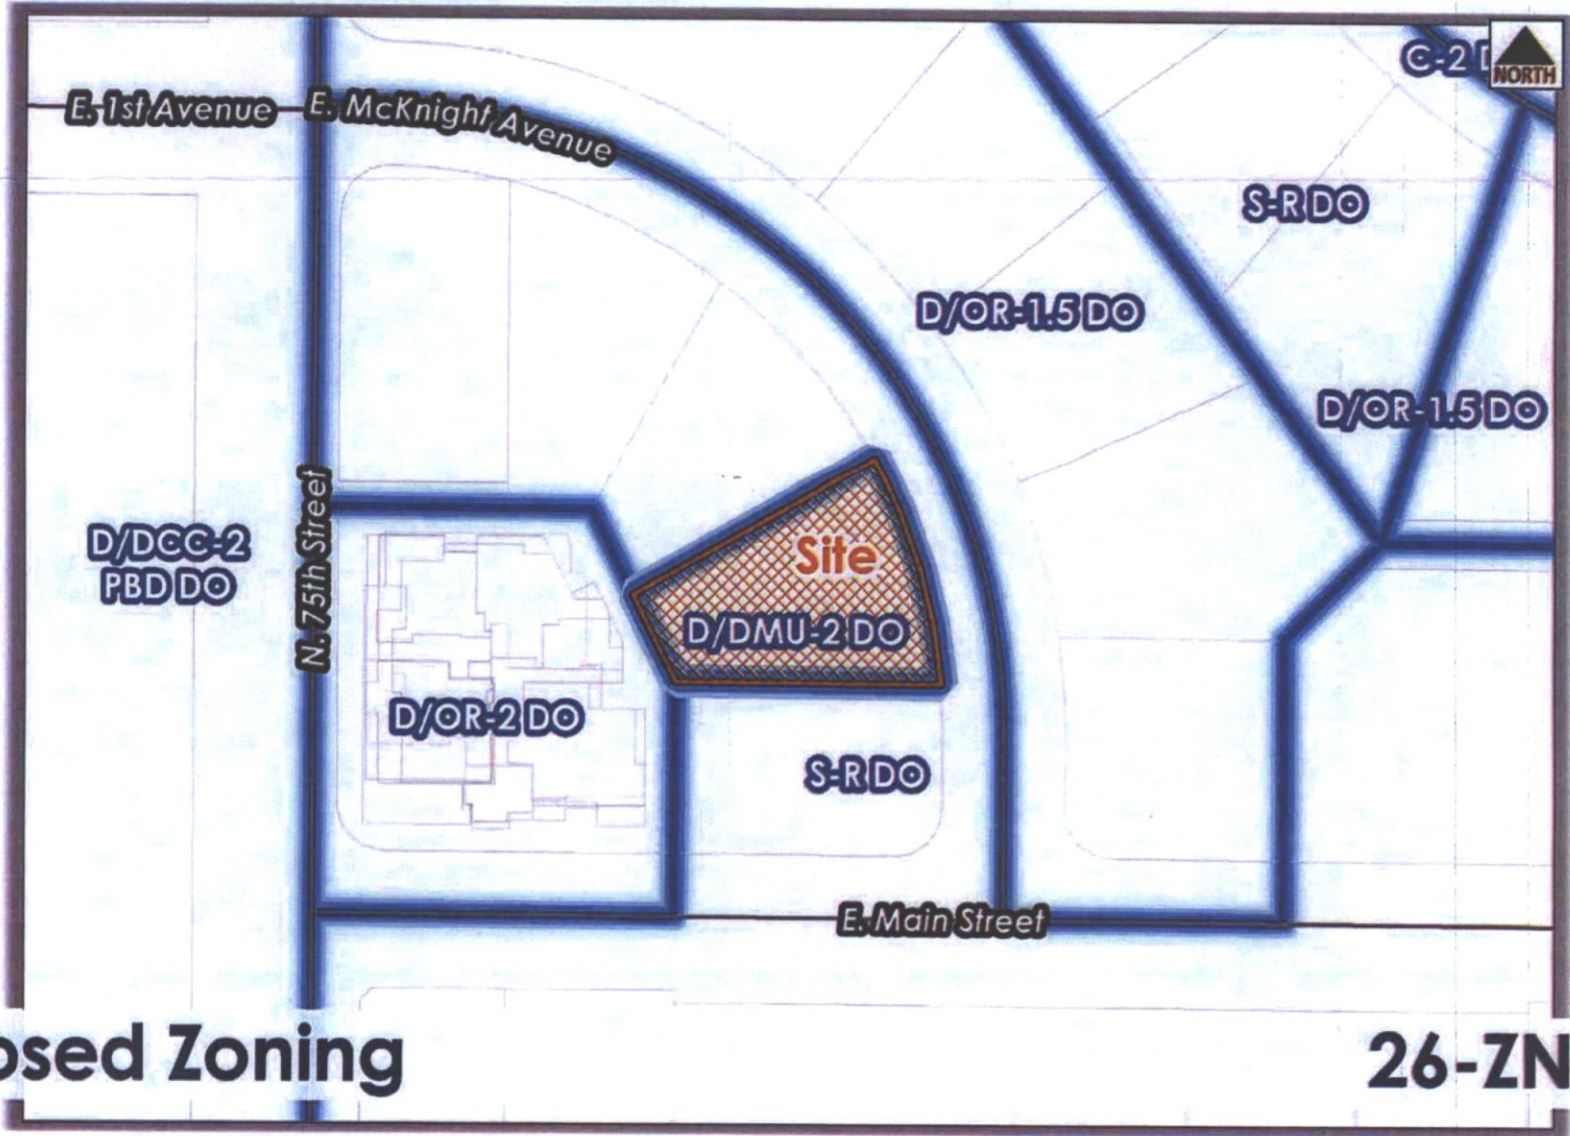 C-2 D
NORTH
E. 1st Avenue
E. McKnight Avenue
S-R DO
D/OR-1.5 DO
D/OR-1.5 DO
N. 75th Street
D/DCC-2
PBD DO
Site
D/DMU-2 DO
D/OR-2 DO
S-R DO
E. Main Street
osed Zoning
26-ZN